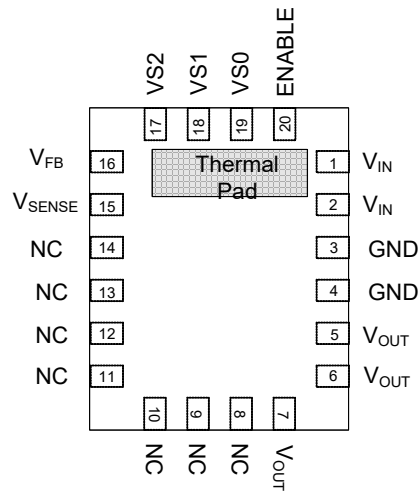 VS2 VS1 VS0 ENABLE
17 18 19 20
VFB 16 Thermal 1 VIN
Pad
VSENSE 15 2 VIN
NC 14 3 GND
NC 13 4 GND
NC 12 5 VOUT
NC 11 6 VOUT
10 9 8 7
NC NC NC VOUT